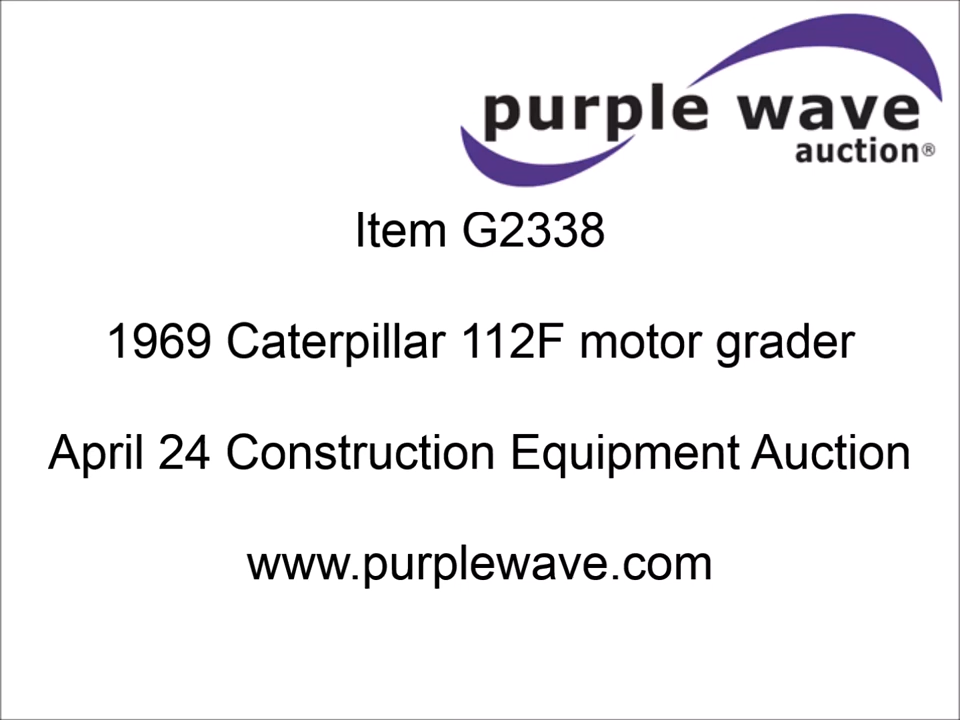 purple wave
auction®
Item G2338
1969 Caterpillar 112F motor grader
April 24 Construction Equipment Auction
www.purplewave.com